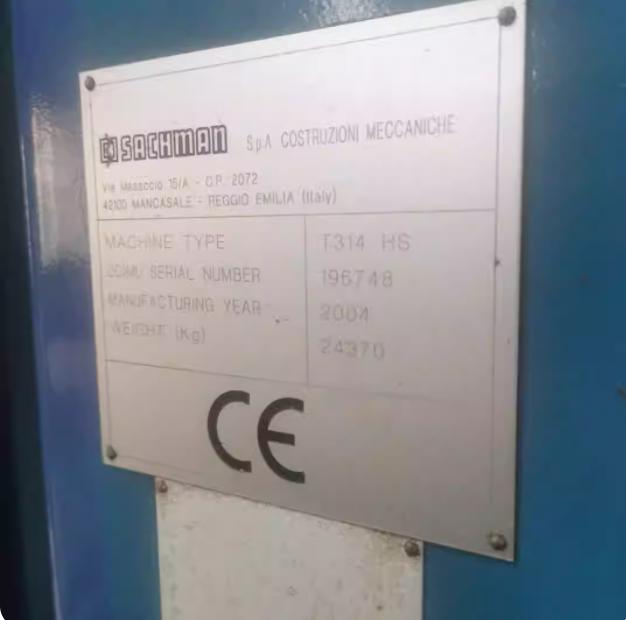 SACHMAN S.p.A COSTRUZIONI MECCANICHE
Via Masaccio 15/A - C.P. 2072
42100 MANCASALE - REGGIO EMILIA (Italy)
MACHINE TYPE T314 HS
UCIMU SERIAL NUMBER 196748
MANUFACTURING YEAR 2004
WEIGHT (Kg) 24370
CE